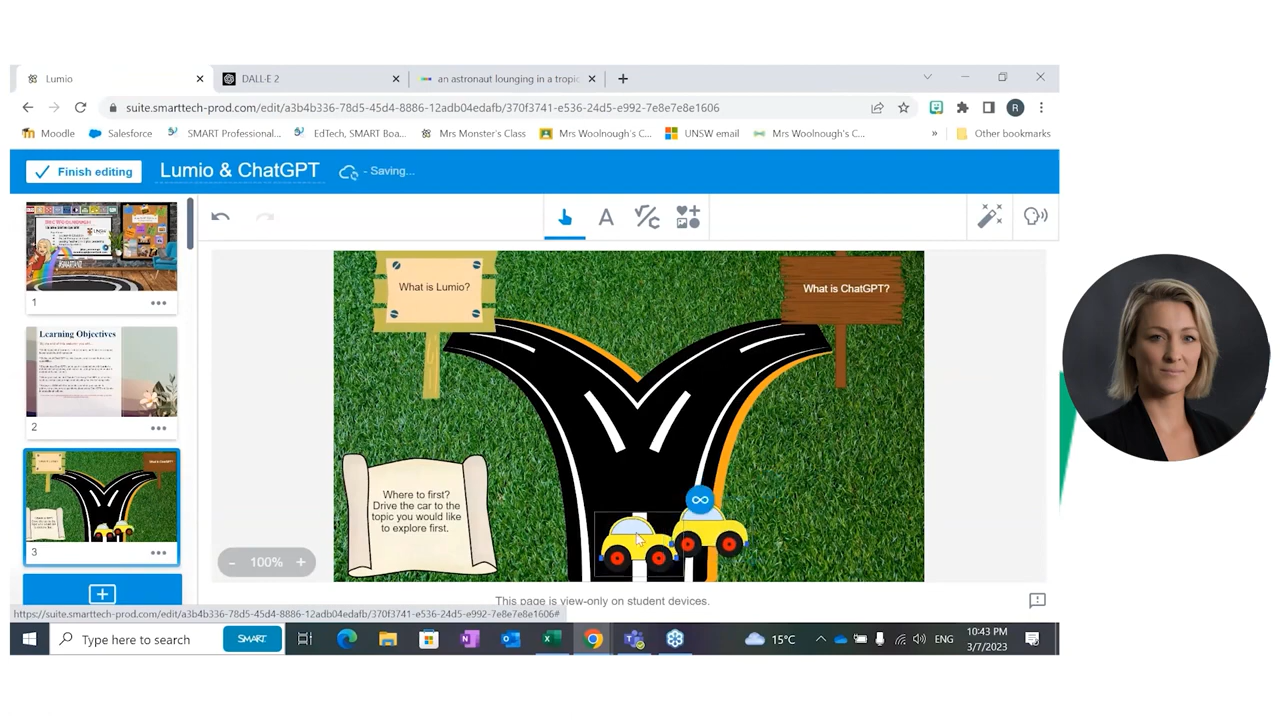 Lumio
DALL·E 2
an astronaut lounging in a tropic
suite.smarttech-prod.com/edit/a3b4b336-78d5-45d4-8886-12adb04edafb/370f3741-e536-24d5-e992-7e8e7e8e1606
R
Moodle
Salesforce
SMART Professional...
EdTech, SMART Boa...
Mrs Monster's Class
Mrs Woolnough's C...
UNSW email
Mrs Woolnough's C...
»
Other bookmarks
Finish editing
Lumio & ChatGPT
- Saving...
1
Learning Objectives
2
3
What is Lumio?
What is ChatGPT?
Where to first?
Drive the car to the
topic you would like
to explore first.
- 100% +
This page is view-only on student devices.
https://suite.smarttech-prod.com/edit/a3b4b336-78d5-45d4-8886-12adb04edafb/370f3741-e536-24d5-e992-7e8e7e8e1606#
Type here to search
SMART
15°C
ENG
10:43 PM
3/7/2023